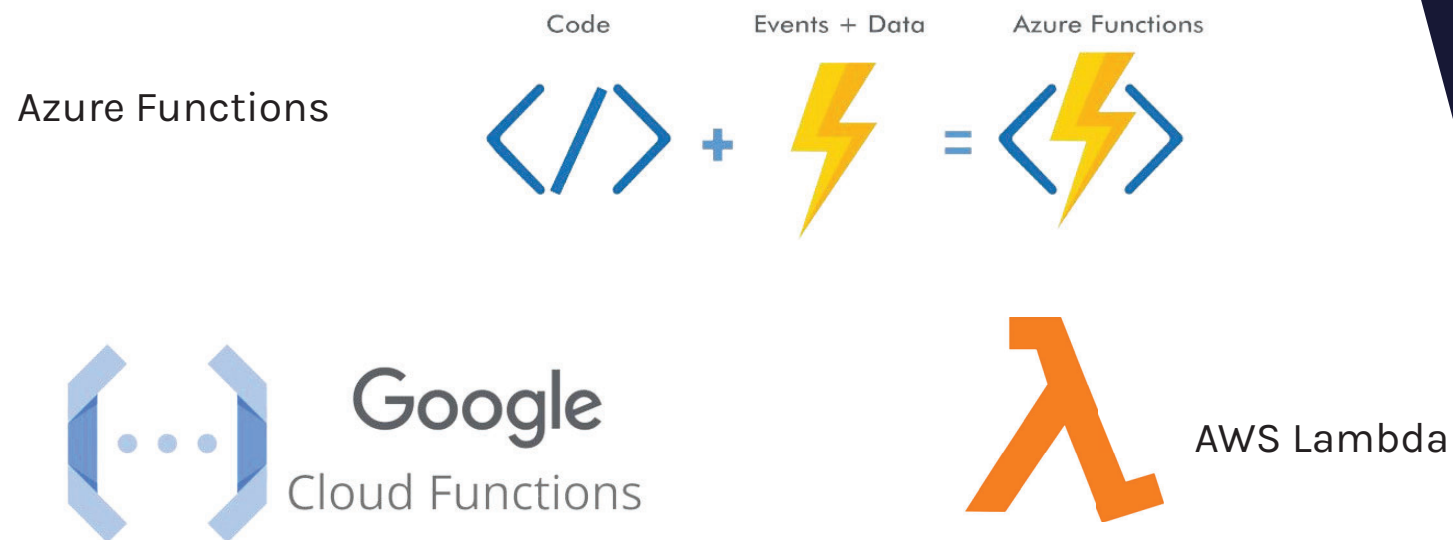 Code Events + Data Azure Functions
Azure Functions
Google
Cloud Functions
AWS Lambda